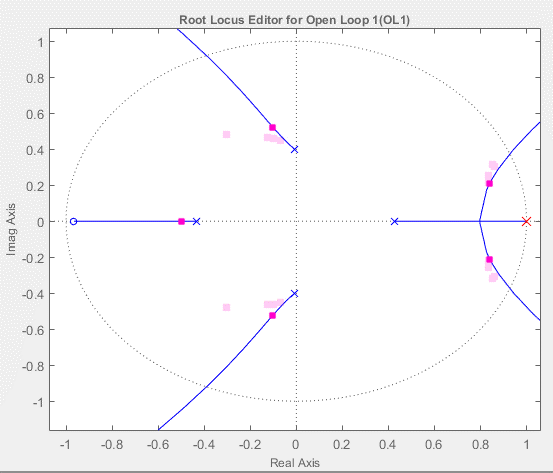 Root Locus Editor for Open Loop 1(OL1)
1
0.8
0.6
0.4
0.2
0
-0.2
-0.4
-0.6
-0.8
-1
Imag Axis
-1 -0.8 -0.6 -0.4 -0.2 0 0.2 0.4 0.6 0.8 1
Real Axis